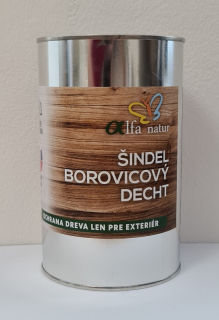 alfa natur
ŠINDEL
BOROVICOVÝ
DECHT
OCHRANA DREVA LEN PRE EXTERIÉR